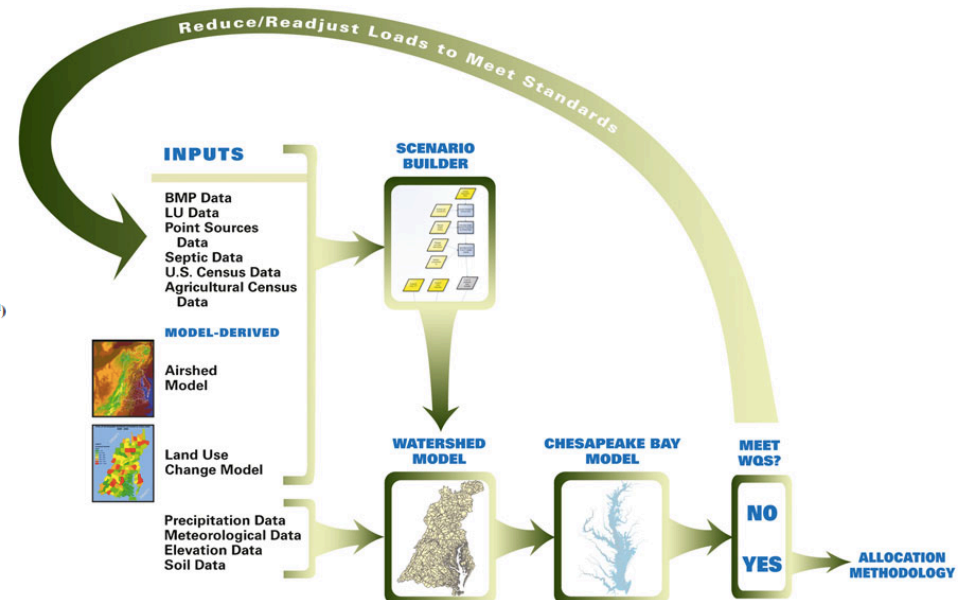 Reduce/Readjust Loads to Meet Standards
INPUTS
BMP Data
LU Data
Point Sources
Data
Septic Data
U.S. Census Data
Agricultural Census
Data
MODEL-DERIVED
Airshed
Model
Land Use
Change Model
Precipitation Data
Meteorological Data
Elevation Data
Soil Data
SCENARIO
BUILDER
WATERSHED
MODEL
CHESAPEAKE BAY
MODEL
MEET
WQS?
NO
YES
ALLOCATION
METHODOLOGY